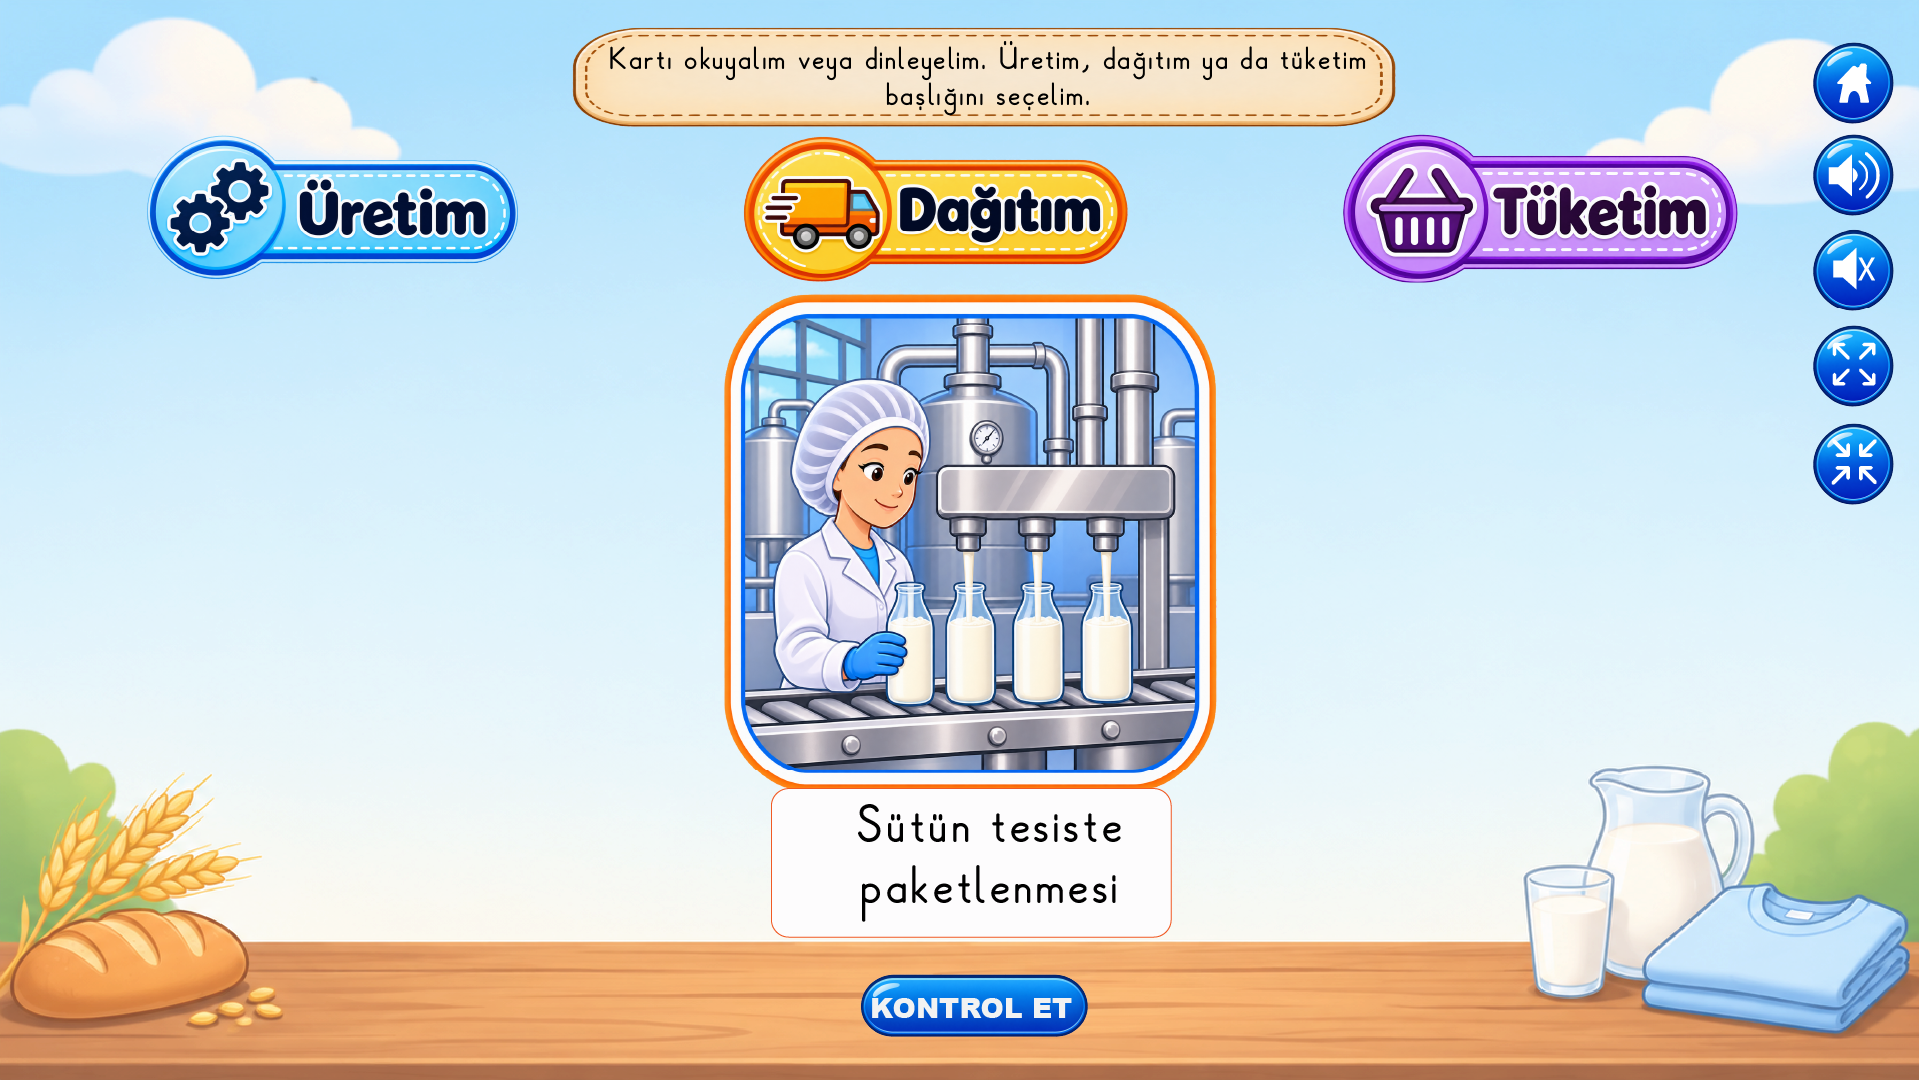 Kartı okuyalım veya dinleyelim. Üretim, dağıtım ya da tüketim
başlığını seçelim.
Üretim
Dağıtım
Tüketim
Sütün tesiste
paketlenmesi
KONTROL ET